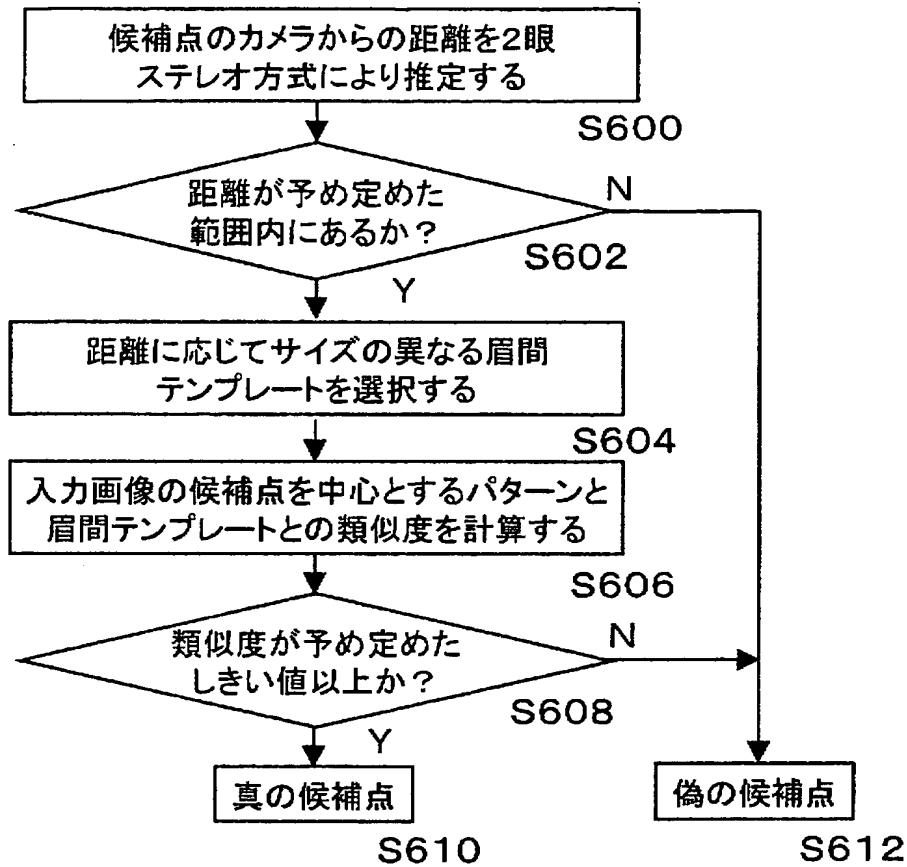 候補点のカメラからの距離を2眼
ステレオ方式により推定する
S600
距離が予め定めた
範囲内にあるか？
N
S602
Y
距離に応じてサイズの異なる眉間
テンプレートを選択する
S604
入力画像の候補点を中心とするパターンと
眉間テンプレートとの類似度を計算する
S606
類似度が予め定めた
しきい値以上か？
N
S608
Y
真の候補点
S610
偽の候補点
S612